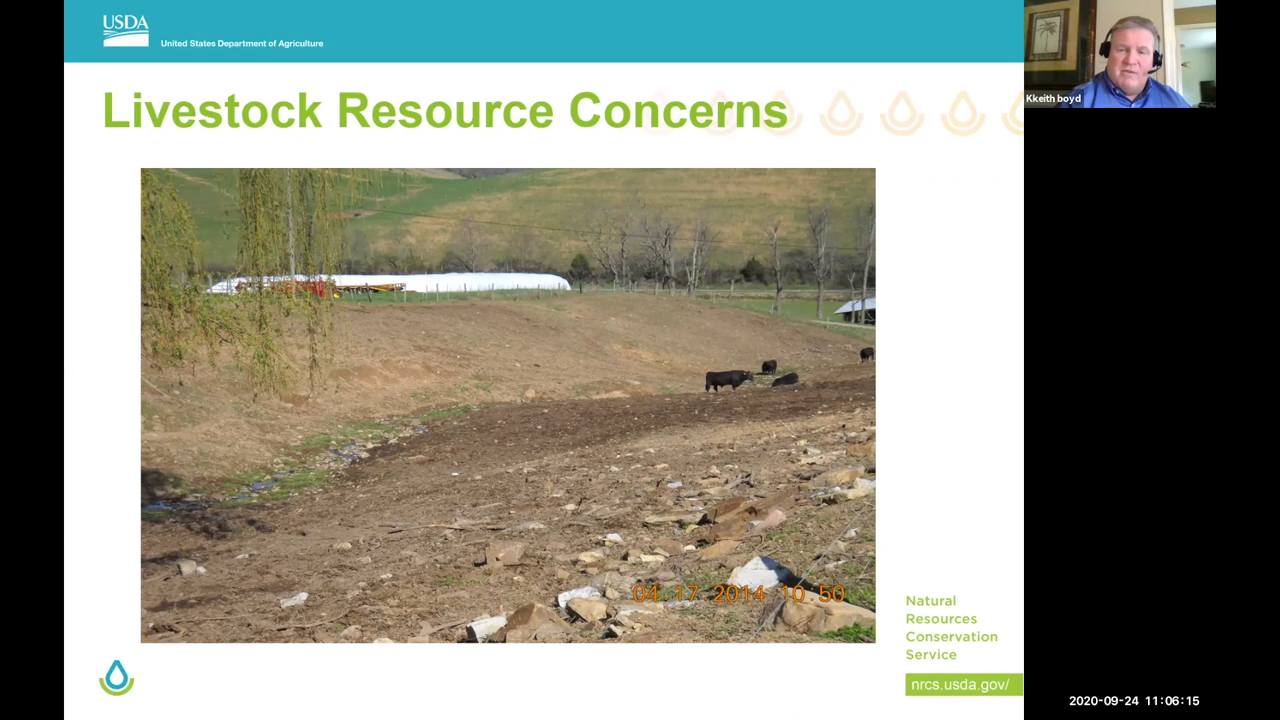 USDA
United States Department of Agriculture
Kkeith boyd
Livestock Resource Concerns
04.17.2014 10:50
Natural
Resources
Conservation
Service
nrcs.usda.gov/
2020-09-24 11:06:15